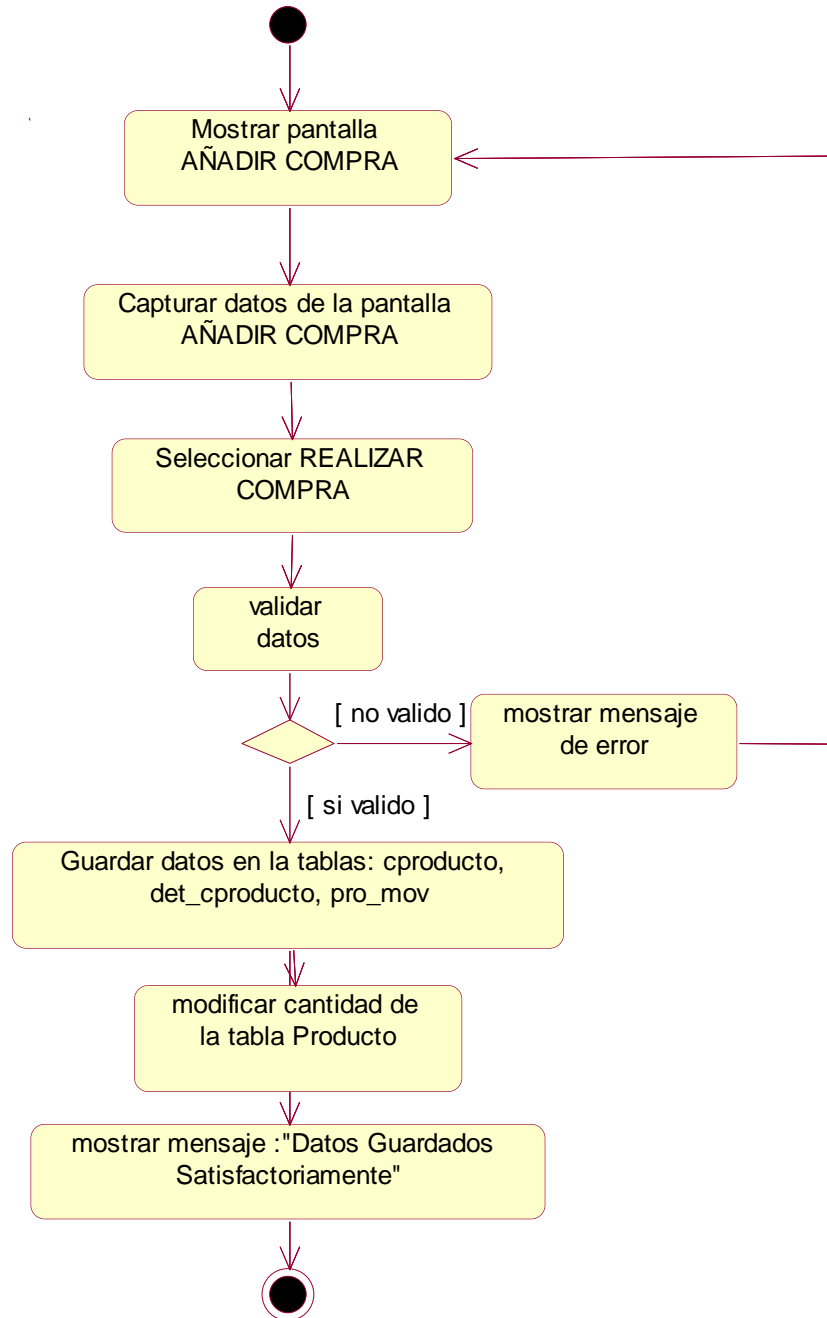 Mostrar pantalla
AÑADIR COMPRA
Capturar datos de la pantalla
AÑADIR COMPRA
Seleccionar REALIZAR
COMPRA
validar
datos
[ no valido ]
mostrar mensaje
de error
[ si valido ]
Guardar datos en la tablas: cproducto,
det_cproducto, pro_mov
modificar cantidad de
la tabla Producto
mostrar mensaje :"Datos Guardados
Satisfactoriamente"